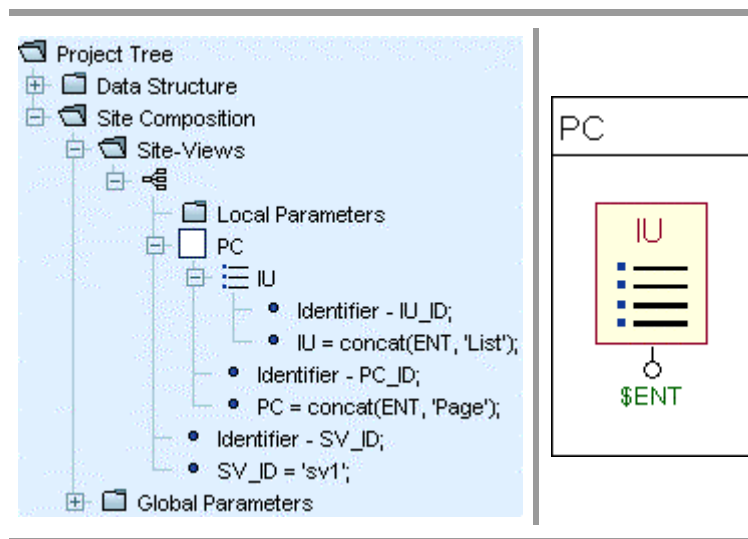 Project Tree
Data Structure
Site Composition
Site-Views
Local Parameters
PC
IU
Identifier - IU_ID;
IU = concat(ENT, 'List');
Identifier - PC_ID;
PC = concat(ENT, 'Page');
Identifier - SV_ID;
SV_ID = 'sv1';
Global Parameters
PC
IU
$ENT